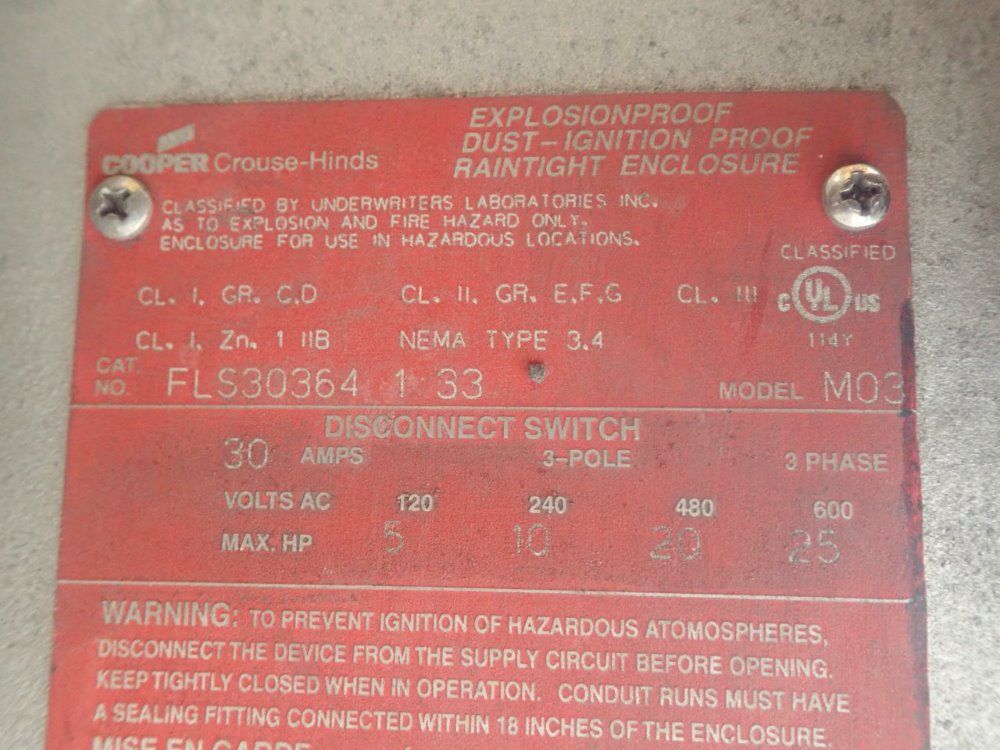 COOPER Crouse-Hinds
EXPLOSIONPROOF
DUST-IGNITION PROOF
RAINTIGHT ENCLOSURE
CLASSIFIED BY UNDERWRITERS LABORATORIES INC.
AS TO EXPLOSION AND FIRE HAZARD ONLY.
ENCLOSURE FOR USE IN HAZARDOUS LOCATIONS.
CLASSIFIED
CL. I, GR. C,D CL. II, GR. E,F,G CL. III
C UL US
CL. I, Zn. 1 IIB NEMA TYPE 3,4
114Y
CAT.
NO. FLS30364 1 33 MODEL M03
DISCONNECT SWITCH
30 AMPS 3-POLE 3 PHASE
VOLTS AC 120 240 480 600
MAX. HP 5 10 20 25
WARNING: TO PREVENT IGNITION OF HAZARDOUS ATOMOSPHERES,
DISCONNECT THE DEVICE FROM THE SUPPLY CIRCUIT BEFORE OPENING.
KEEP TIGHTLY CLOSED WHEN IN OPERATION. CONDUIT RUNS MUST HAVE
A SEALING FITTING CONNECTED WITHIN 18 INCHES OF THE ENCLOSURE.
MISE EN GARDE